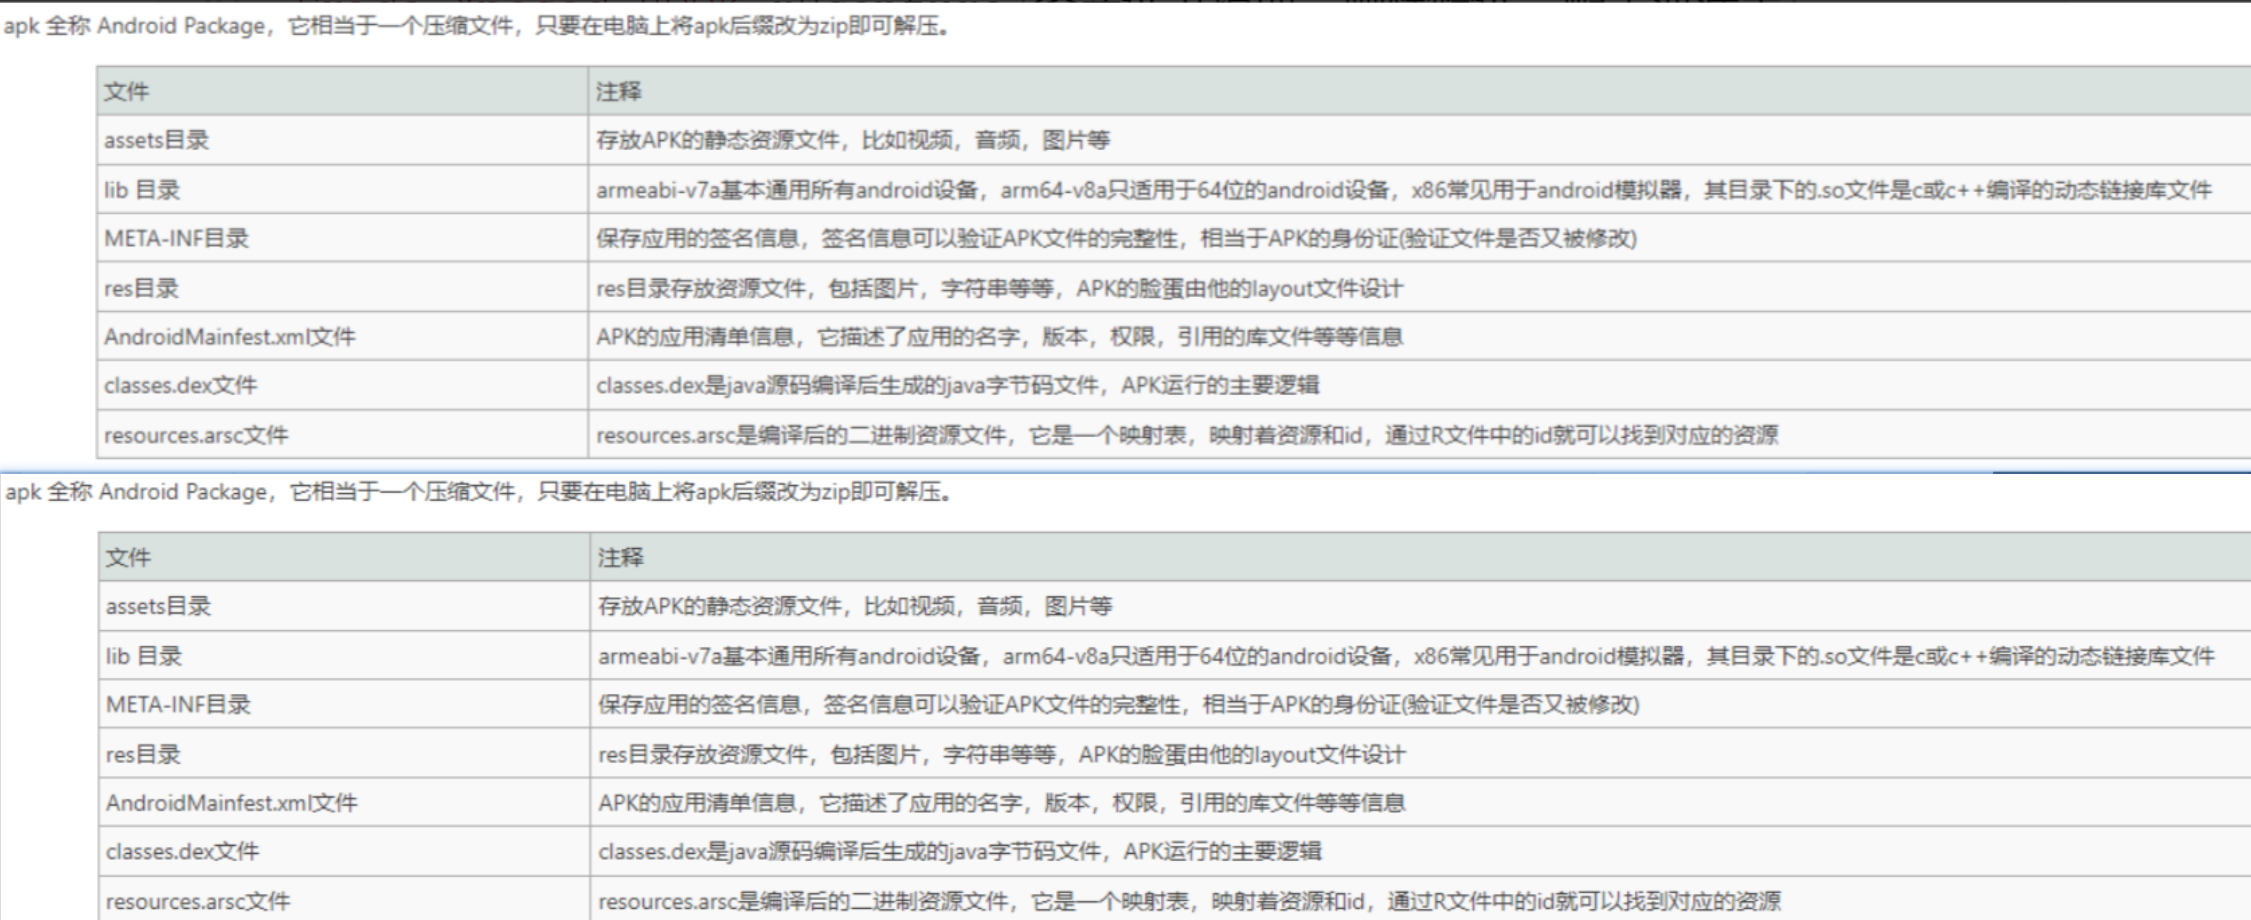 apk 全称 Android Package，它相当于一个压缩文件，只要在电脑上将apk后缀改为zip即可解压。
文件 注释
assets目录 存放APK的静态资源文件，比如视频，音频，图片等
lib 目录 armeabi-v7a基本通用所有android设备，arm64-v8a只适用于64位的android设备，x86常见用于android模拟器，其目录下的.so文件是c或c++编译的动态链接库文件
META-INF目录 保存应用的签名信息，签名信息可以验证APK文件的完整性，相当于APK的身份证(验证文件是否又被修改)
res目录 res目录存放资源文件，包括图片，字符串等等，APK的脸蛋由他的layout文件设计
AndroidMainfest.xml文件 APK的应用清单信息，它描述了应用的名字，版本，权限，引用的库文件等等信息
classes.dex文件 classes.dex是java源码编译后生成的java字节码文件，APK运行的主要逻辑
resources.arsc文件 resources.arsc是编译后的二进制资源文件，它是一个映射表，映射着资源和id，通过R文件中的id就可以找到对应的资源
apk 全称 Android Package，它相当于一个压缩文件，只要在电脑上将apk后缀改为zip即可解压。
文件 注释
assets目录 存放APK的静态资源文件，比如视频，音频，图片等
lib 目录 armeabi-v7a基本通用所有android设备，arm64-v8a只适用于64位的android设备，x86常见用于android模拟器，其目录下的.so文件是c或c++编译的动态链接库文件
META-INF目录 保存应用的签名信息，签名信息可以验证APK文件的完整性，相当于APK的身份证(验证文件是否又被修改)
res目录 res目录存放资源文件，包括图片，字符串等等，APK的脸蛋由他的layout文件设计
AndroidMainfest.xml文件 APK的应用清单信息，它描述了应用的名字，版本，权限，引用的库文件等等信息
classes.dex文件 classes.dex是java源码编译后生成的java字节码文件，APK运行的主要逻辑
resources.arsc文件 resources.arsc是编译后的二进制资源文件，它是一个映射表，映射着资源和id，通过R文件中的id就可以找到对应的资源